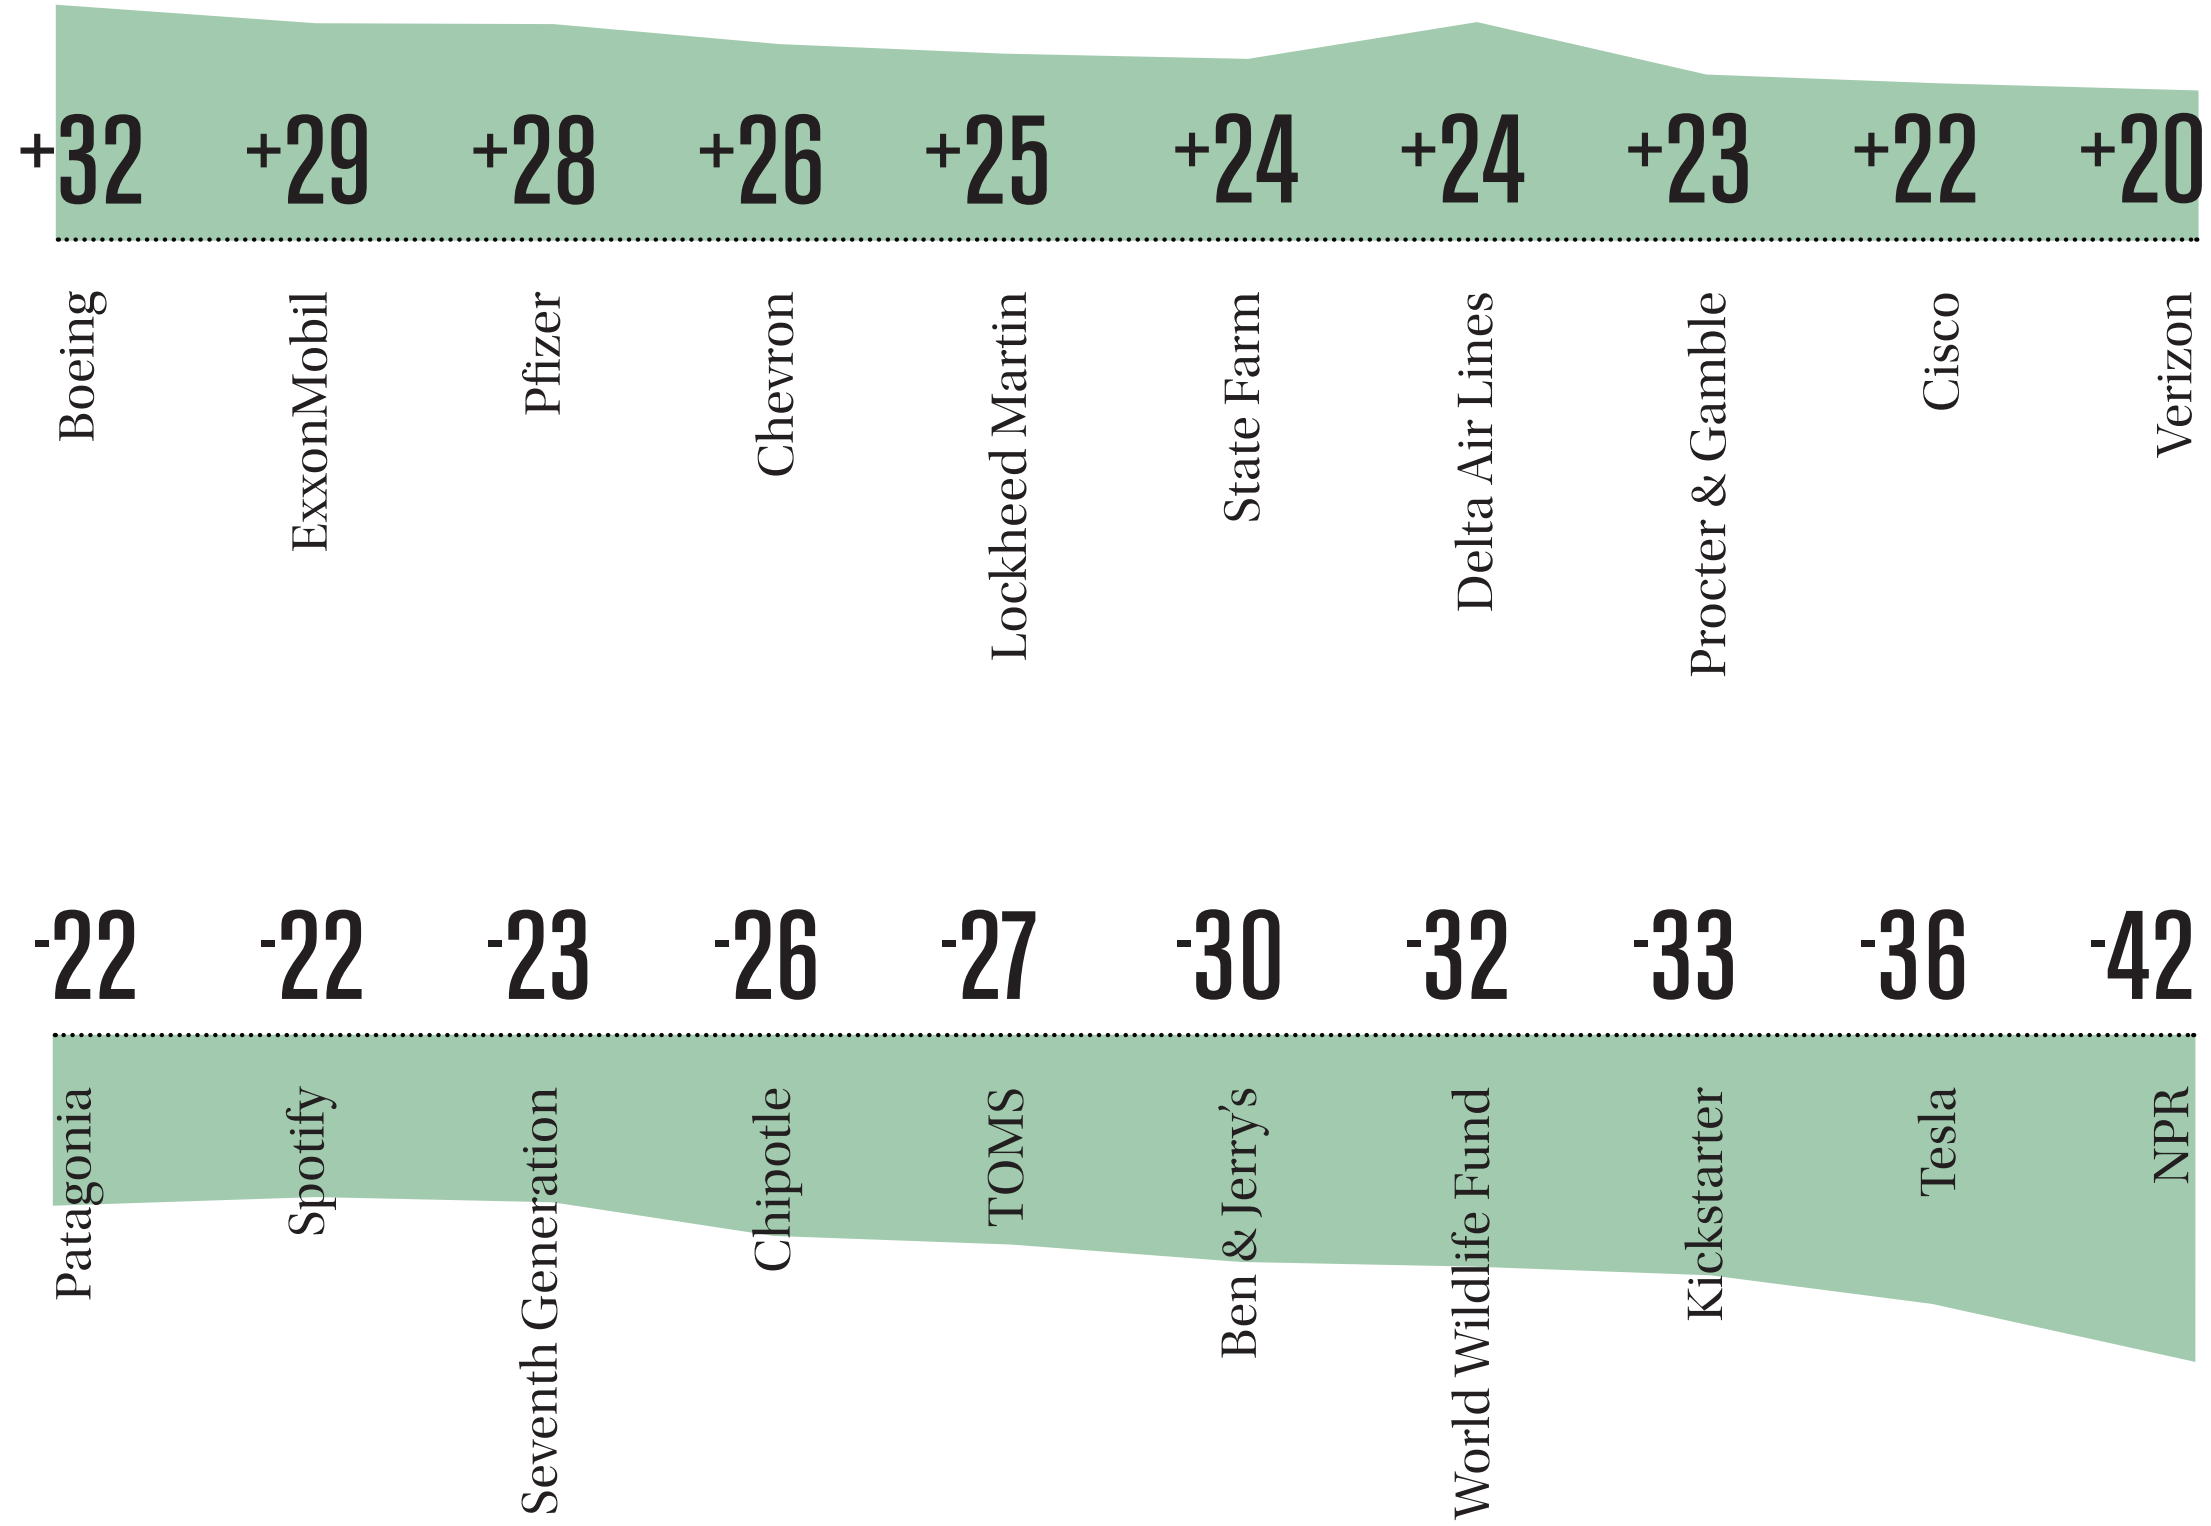 +32 +29 +28 +26 +25 +24 +24 +23 +22 +20
Boeing
ExxonMobil
Pfizer
Chevron
Lockheed Martin
State Farm
Delta Air Lines
Procter & Gamble
Cisco
Verizon
-22 -22 -23 -26 -27 -30 -32 -33 -36 -42
Patagonia
Spotify
Seventh Generation
Chipotle
TOMS
Ben & Jerry’s
World Wildlife Fund
Kickstarter
Tesla
NPR